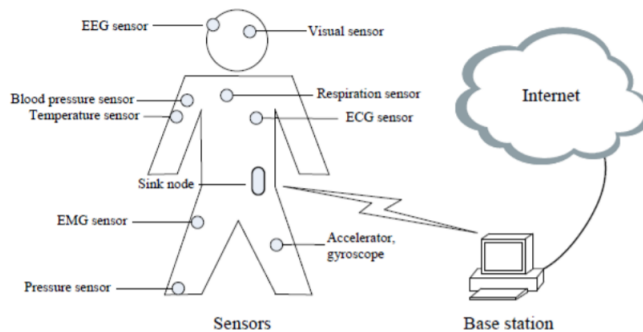 EEG sensor
Visual sensor
Blood pressure sensor
Temperature sensor
Respiration sensor
ECG sensor
Internet
Sink node
EMG sensor
Accelerator,
gyroscope
Pressure sensor
Sensors
Base station